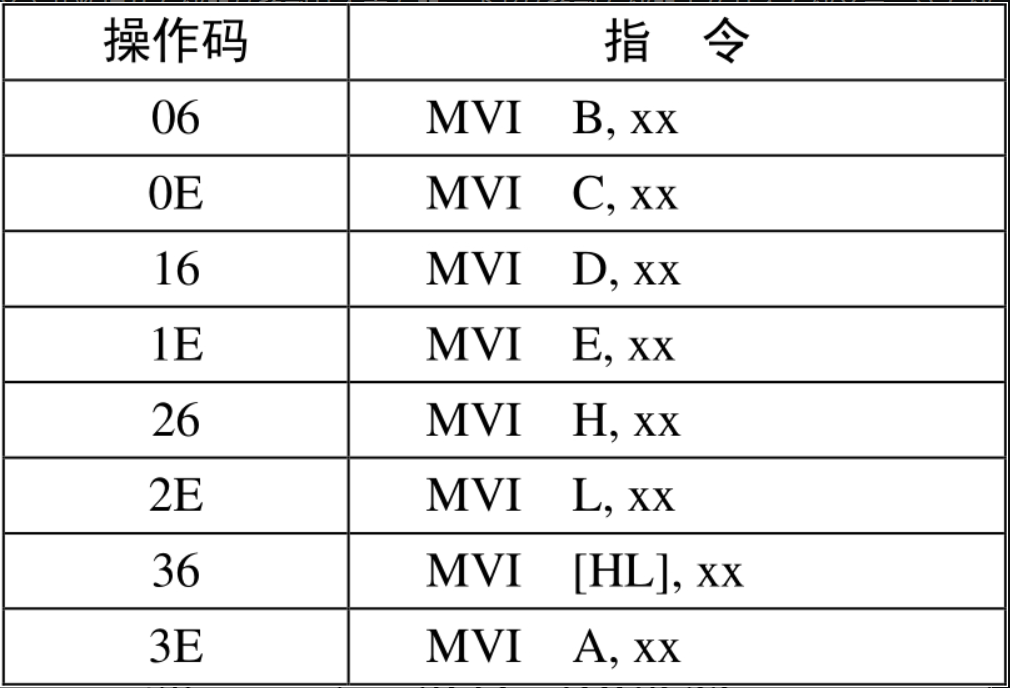 操作码 指 令
06 MVI B, xx
0E MVI C, xx
16 MVI D, xx
1E MVI E, xx
26 MVI H, xx
2E MVI L, xx
36 MVI [HL], xx
3E MVI A, xx